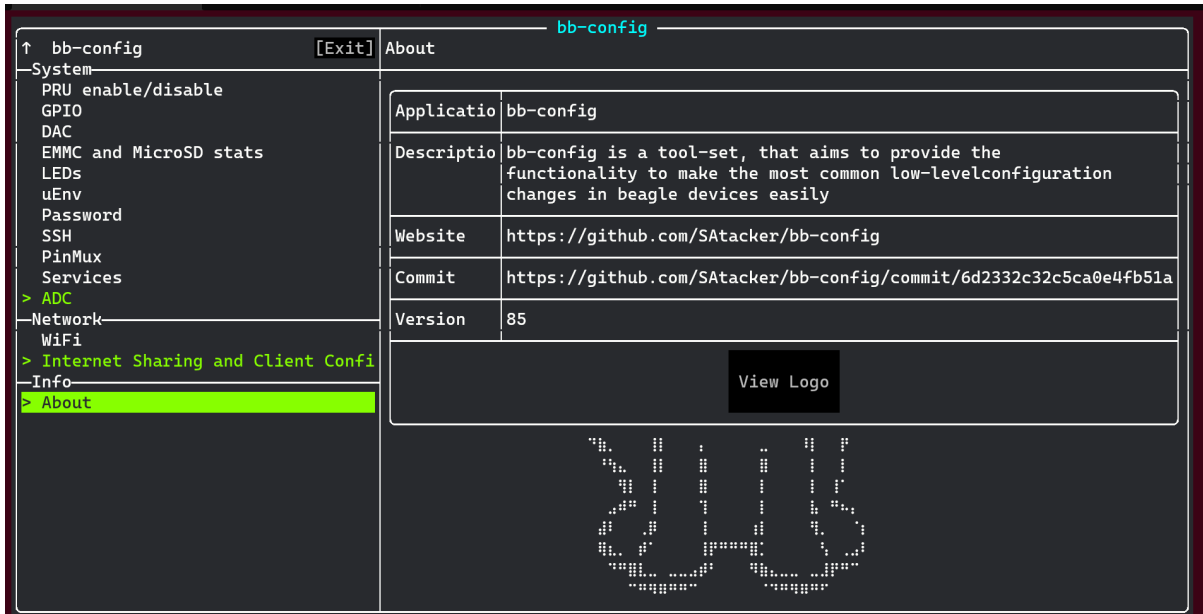 bb-config
↑ bb-config [Exit]
System
PRU enable/disable
GPIO
DAC
EMMC and MicroSD stats
LEDs
uEnv
Password
SSH
PinMux
Services
> ADC
Network
WiFi
> Internet Sharing and Client Confi
Info
> About
About
Applicatio bb-config
Descriptio bb-config is a tool-set, that aims to provide the
functionality to make the most common low-levelconfiguration
changes in beagle devices easily
Website https://github.com/SAtacker/bb-config
Commit https://github.com/SAtacker/bb-config/commit/6d2332c32c5ca0e4fb51a
Version 85
View Logo